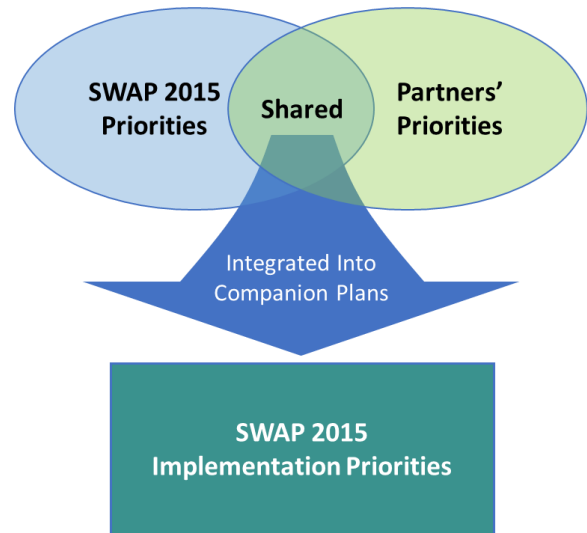 SWAP 2015
Priorities
Shared
Partners’
Priorities
Integrated Into
Companion Plans
SWAP 2015
Implementation Priorities